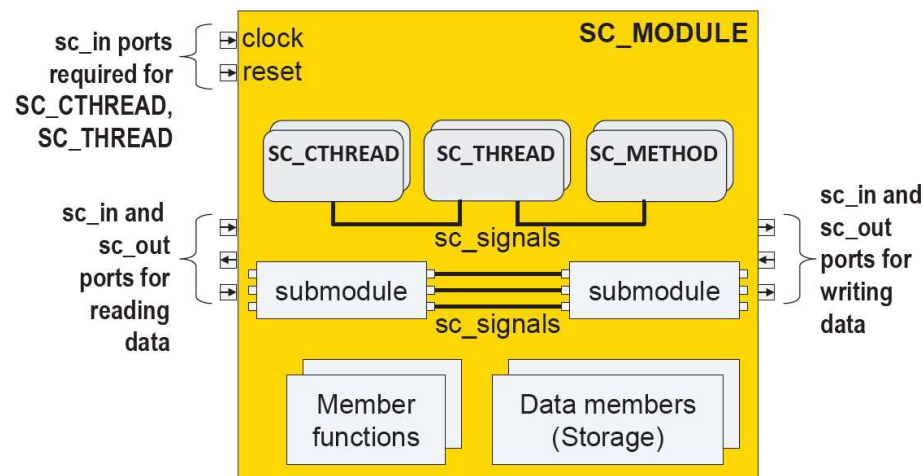 sc_in ports
required for
SC_CTHREAD,
SC_THREAD
clock
reset
SC_MODULE
SC_CTHREAD
SC_THREAD
SC_METHOD
sc_signals
sc_in and
sc_out
ports for
reading
data
submodule
submodule
sc_signals
sc_in and
sc_out
ports for
writing
data
Member
functions
Data members
(Storage)